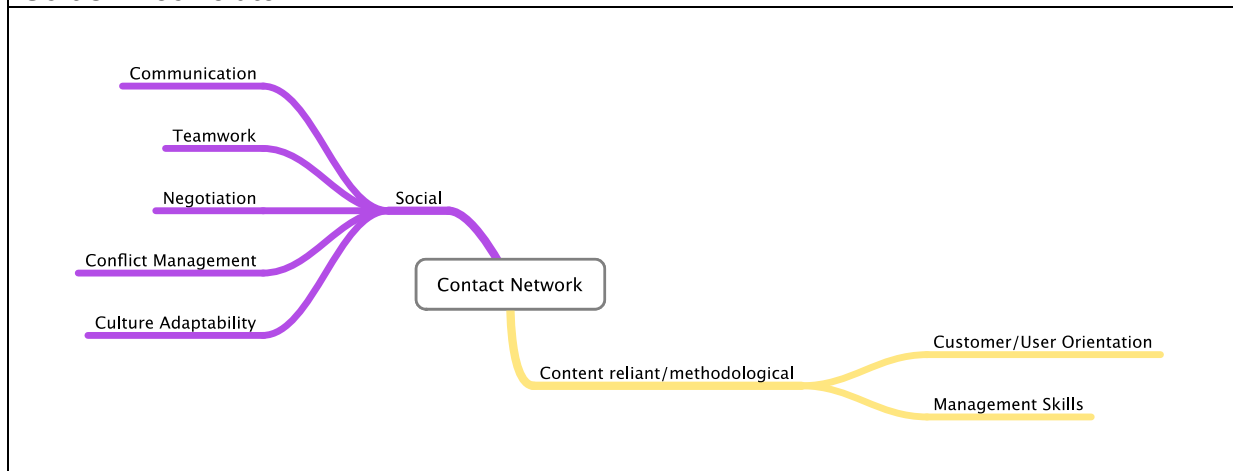 Communication
Teamwork
Negotiation
Conflict Management
Culture Adaptability
Social
Contact Network
Content reliant/methodological
Customer/User Orientation
Management Skills